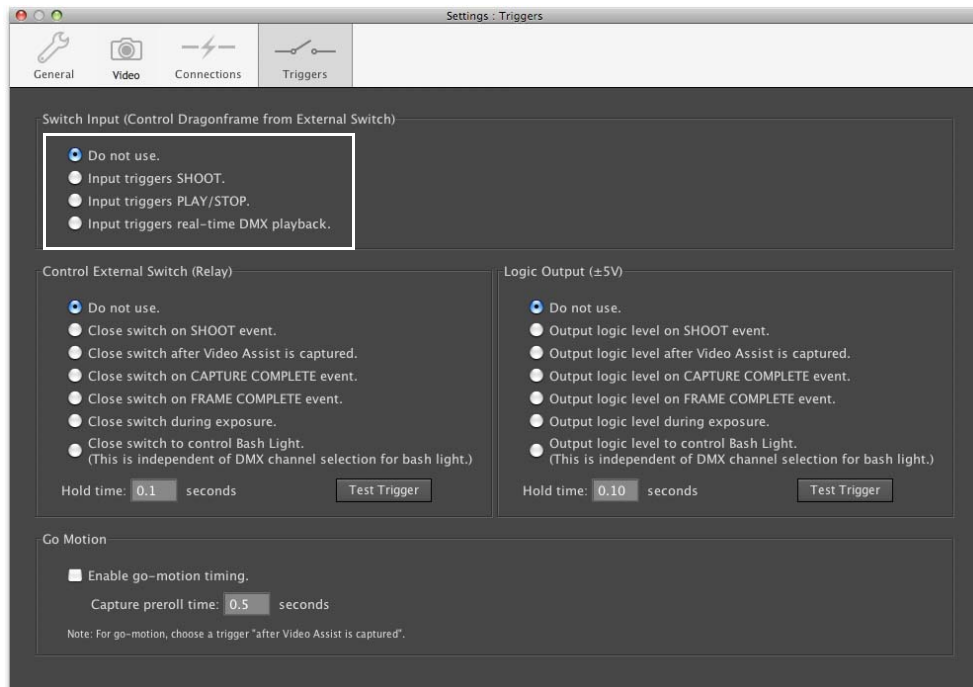 Settings : Triggers
General
Video
Connections
Triggers
Switch Input (Control Dragonframe from External Switch)
Do not use.
Input triggers SHOOT.
Input triggers PLAY/STOP.
Input triggers real-time DMX playback.
Control External Switch (Relay)
Do not use.
Close switch on SHOOT event.
Close switch after Video Assist is captured.
Close switch on CAPTURE COMPLETE event.
Close switch on FRAME COMPLETE event.
Close switch during exposure.
Close switch to control Bash Light.
(This is independent of DMX channel selection for bash light.)
Hold time: 0.1 seconds
Test Trigger
Logic Output (±5V)
Do not use.
Output logic level on SHOOT event.
Output logic level after Video Assist is captured.
Output logic level on CAPTURE COMPLETE event.
Output logic level on FRAME COMPLETE event.
Output logic level during exposure.
Output logic level to control Bash Light.
(This is independent of DMX channel selection for bash light.)
Hold time: 0.10 seconds
Test Trigger
Go Motion
Enable go-motion timing.
Capture preroll time: 0.5 seconds
Note: For go-motion, choose a trigger "after Video Assist is captured".